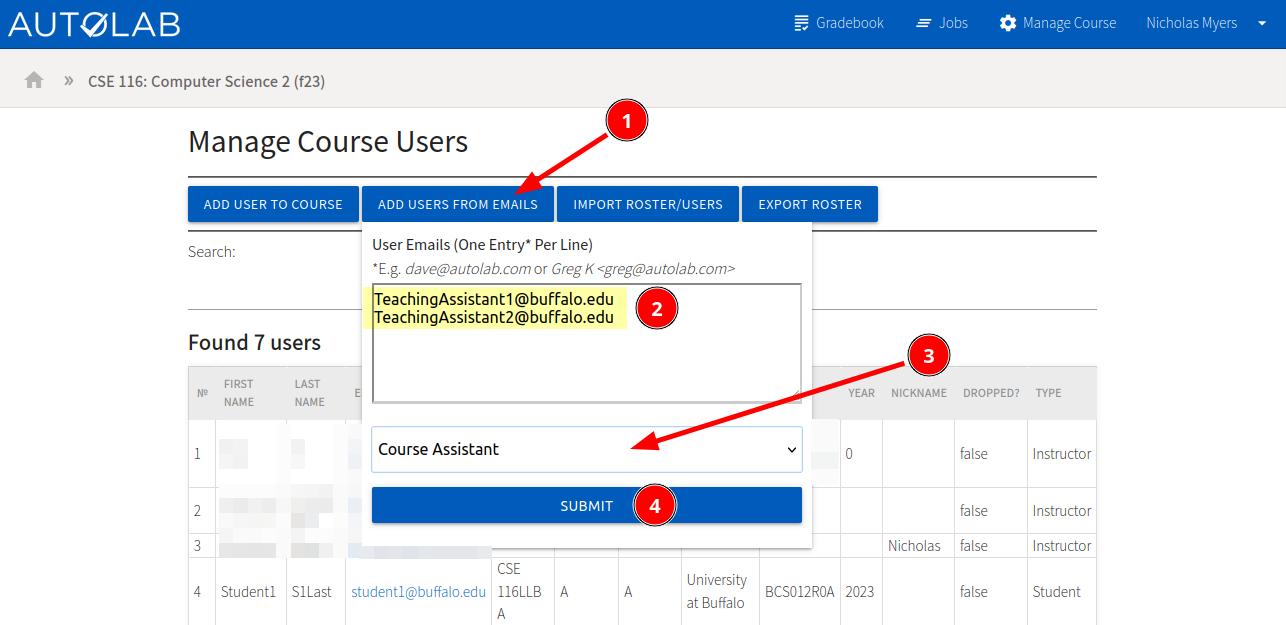 AUTOLAB
Gradebook
Jobs
Manage Course
Nicholas Myers
» CSE 116: Computer Science 2 (f23)
1
Manage Course Users
ADD USER TO COURSE
ADD USERS FROM EMAILS
IMPORT ROSTER/USERS
EXPORT ROSTER
User Emails (One Entry* Per Line)
Search:
*E.g. dave@autolab.com or Greg K <greg@autolab.com>
TeachingAssistant1@buffalo.edu
TeachingAssistant2@buffalo.edu
2
Found 7 users
3
№ FIRST NAME LAST NAME E YEAR NICKNAME DROPPED? TYPE
Course Assistant
1 0 false Instructor
SUBMIT
4
2 false Instructor
3 Nicholas false Instructor
4 Student1 S1Last student1@buffalo.edu CSE 116LLB A A A University at Buffalo BCS012R0A 2023 false Student